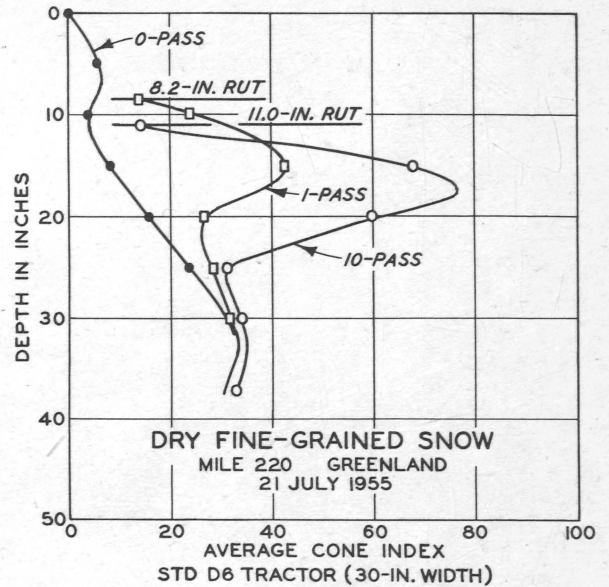 0
0-PASS
8.2-IN. RUT
10
11.0-IN. RUT
1-PASS
20
10-PASS
30
40
50
DEPTH IN INCHES
DRY FINE-GRAINED SNOW
MILE 220 GREENLAND
21 JULY 1955
0 20 40 60 80 100
AVERAGE CONE INDEX
STD D6 TRACTOR (30-IN. WIDTH)